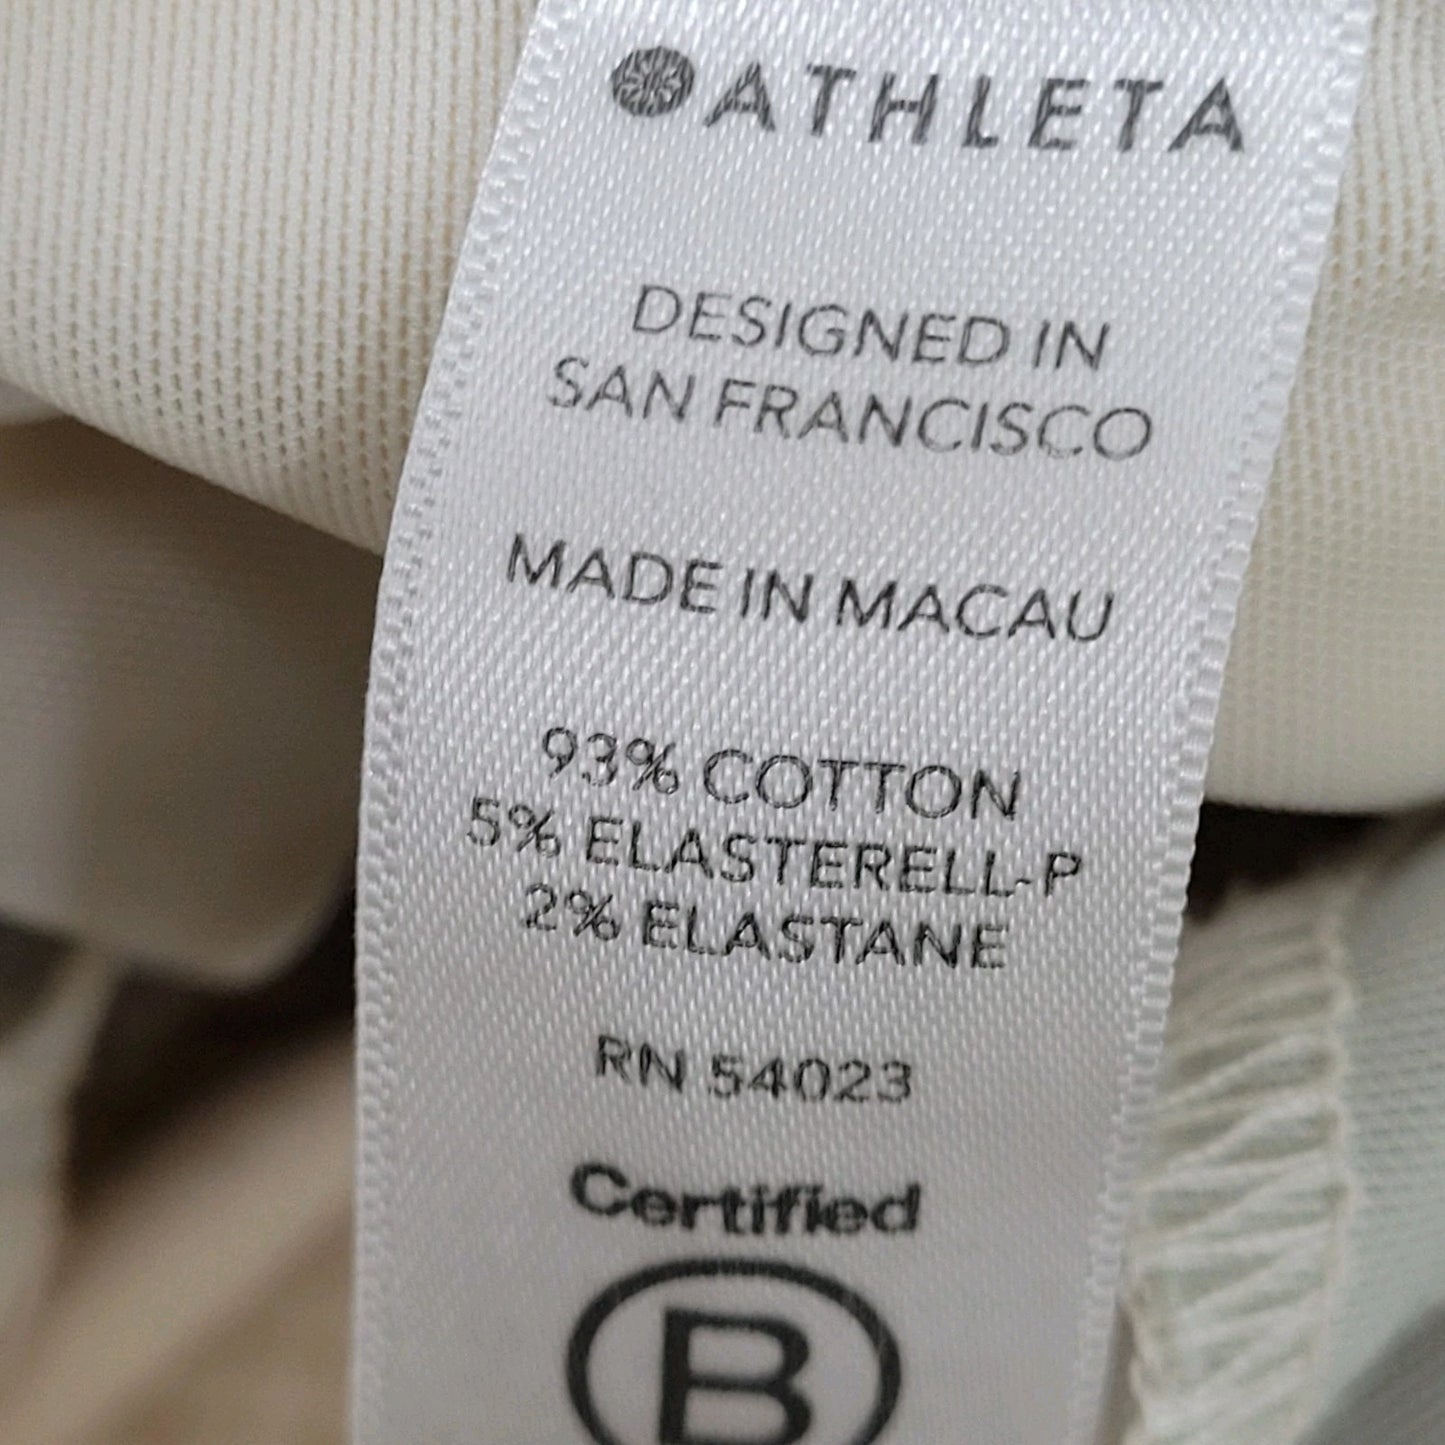 ATHLETA
DESIGNED IN
SAN FRANCISCO
MADE IN MACAU
93% COTTON
5% ELASTERELL-P
2% ELASTANE
RN 54023
Certified
B